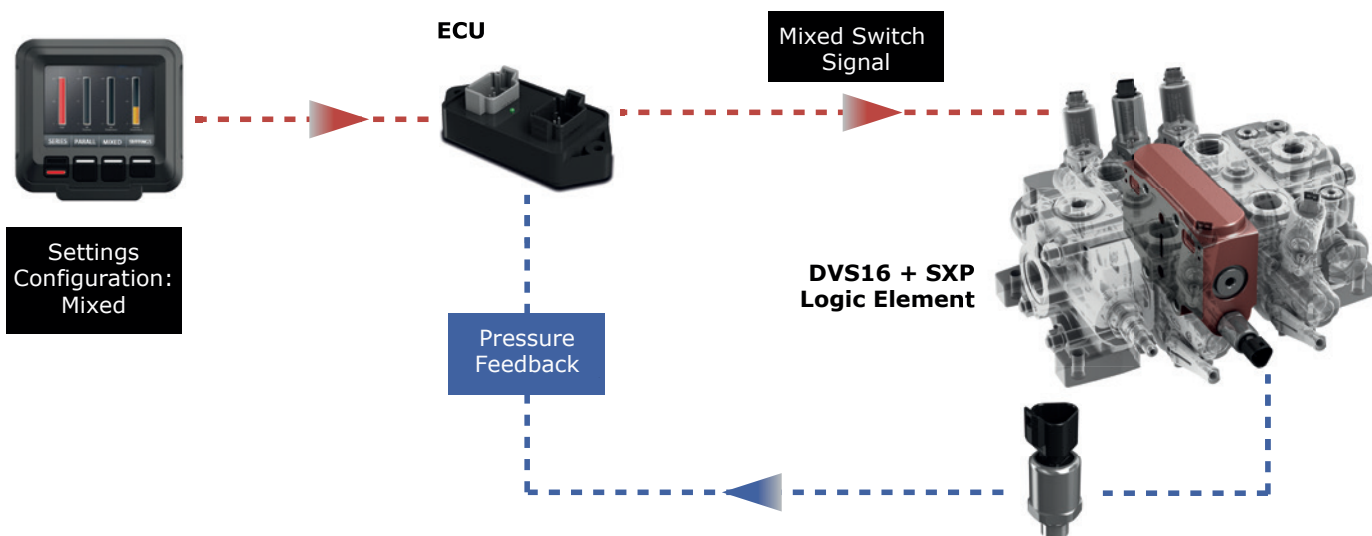 ECU
Mixed Switch
Signal
SERIES PARALL MIXED
Settings
Configuration:
Mixed
DVS16 + SXP
Logic Element
Pressure
Feedback